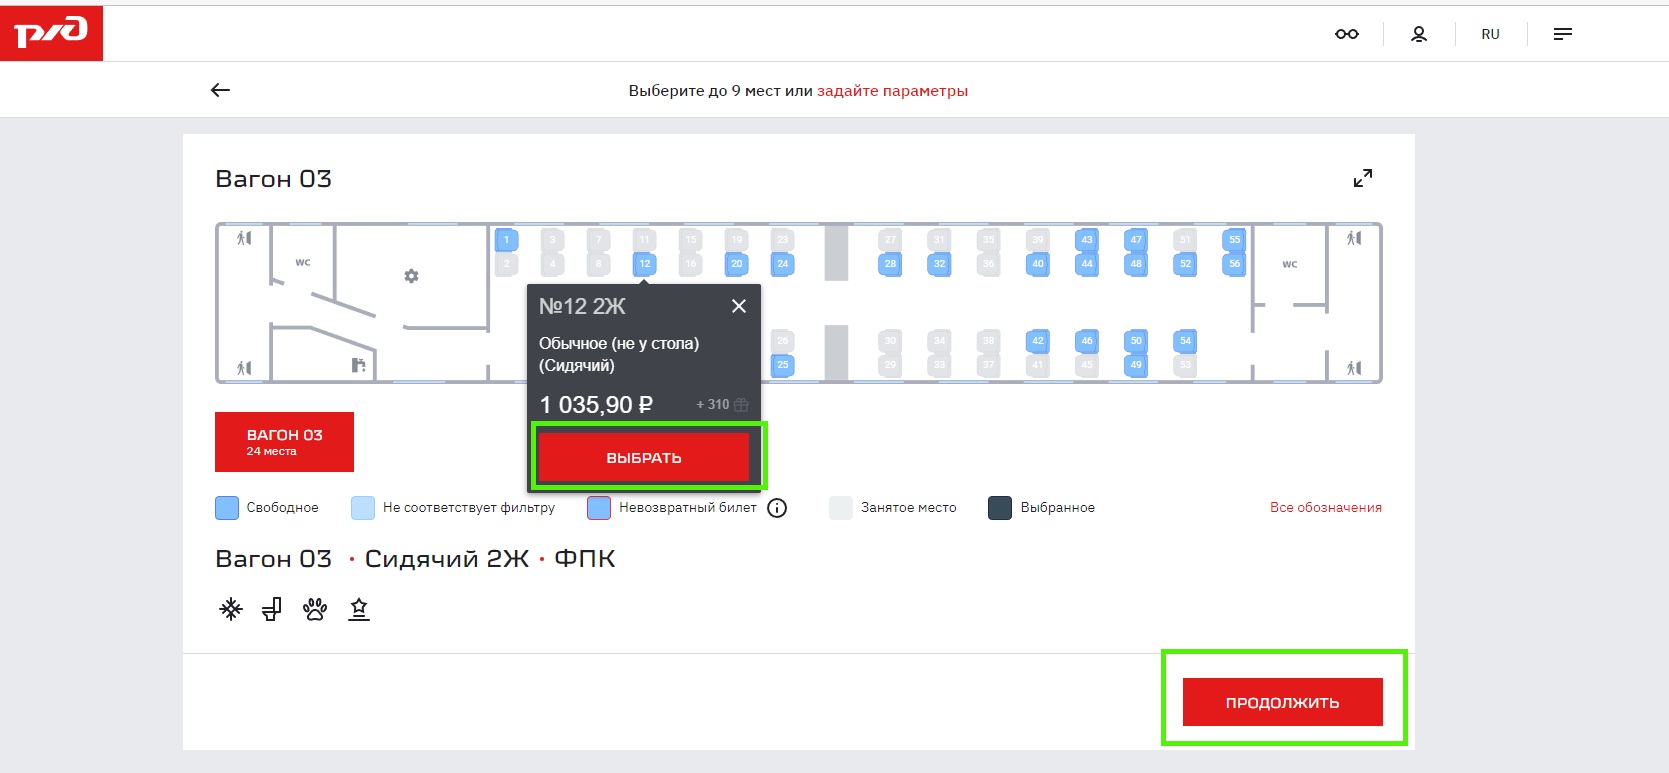 ржд
RU
Выберите до 9 мест или задайте параметры
Вагон 03
1 3 7 11 15 19 23 27 31 35 39 43 47 51 55
WC
2 4 8 12 16 20 24 28 32 36 40 44 48 52 56
WC
№12 2Ж
Обычное (не у стола)
(Сидячий)
1 035,90 ₽ + 310
ВЫБРАТЬ
26 30 34 38 42 46 50 54
25 29 33 37 41 45 49 53
ВАГОН 03
24 места
Свободное Не соответствует фильтру Невозвратный билет Занятое место Выбранное Все обозначения
Вагон 03 • Сидячий 2Ж • ФПК
ПРОДОЛЖИТЬ